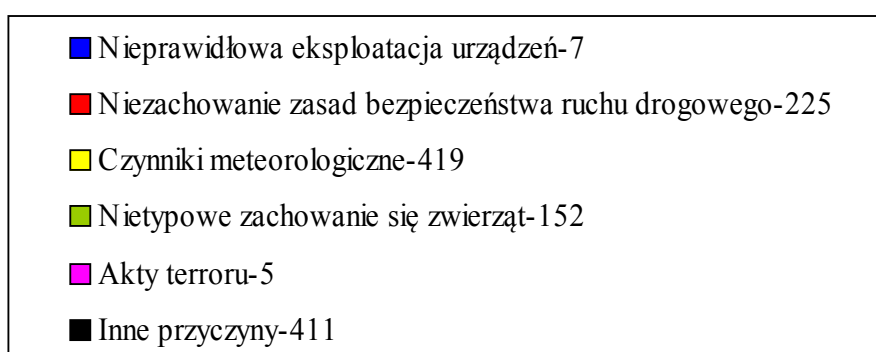 Nieprawidłowa eksploatacja urządzeń-7
Niezachowanie zasad bezpieczeństwa ruchu drogowego-225
Czynniki meteorologiczne-419
Nietypowe zachowanie się zwierząt-152
Akty terroru-5
Inne przyczyny-411